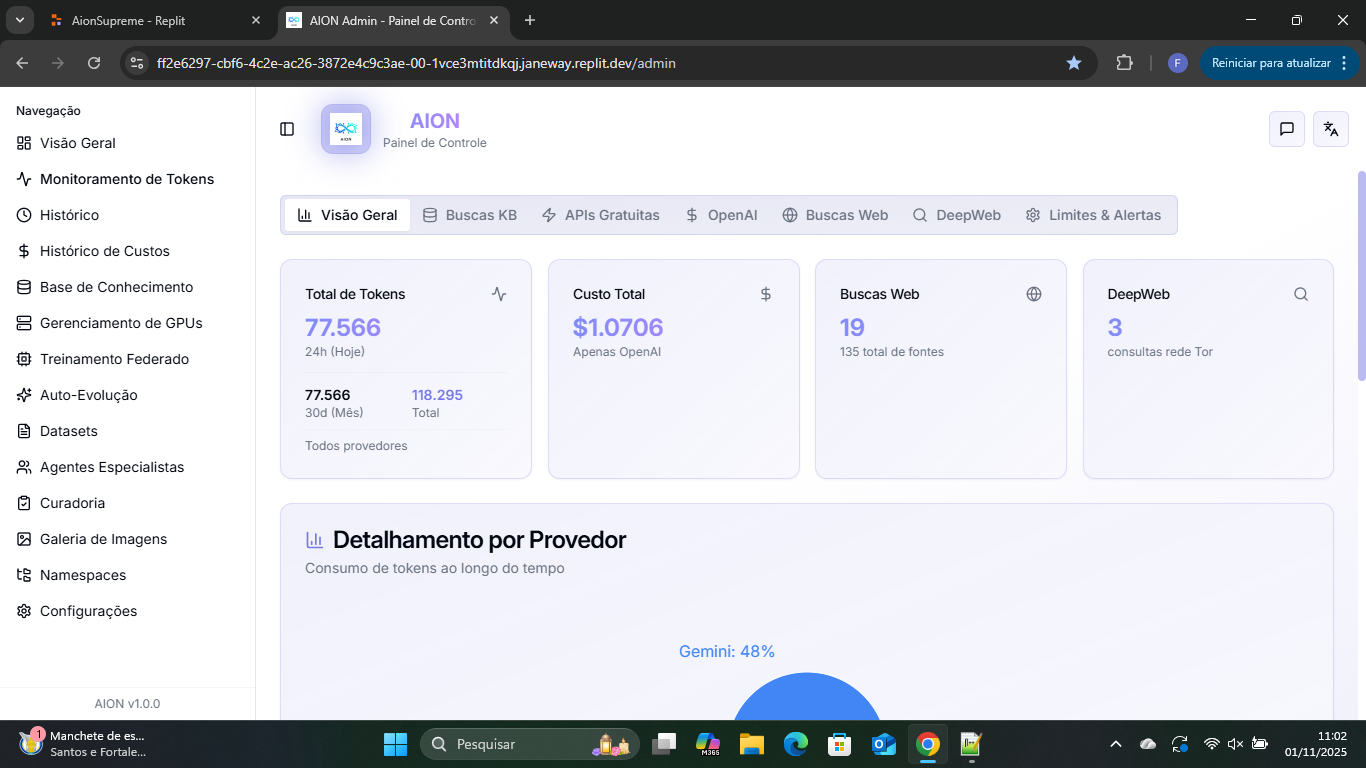 AionSupreme - Replit
AION Admin - Painel de Contro
ff2e6297-cbf6-4c2e-ac26-3872e4c9c3ae-00-1vce3mtitdkqj.janeway.replit.dev/admin
F
Reiniciar para atualizar
Navegação
Visão Geral
Monitoramento de Tokens
Histórico
Histórico de Custos
Base de Conhecimento
Gerenciamento de GPUs
Treinamento Federado
Auto-Evolução
Datasets
Agentes Especialistas
Curadoria
Galeria de Imagens
Namespaces
Configurações
AION v1.0.0
AION
AION
Painel de Controle
Visão Geral
Buscas KB
APIs Gratuitas
OpenAI
Buscas Web
DeepWeb
Limites & Alertas
Total de Tokens
77.566
24h (Hoje)
77.566
30d (Mês)
118.295
Total
Todos provedores
Custo Total
$1.0706
Apenas OpenAI
Buscas Web
19
135 total de fontes
DeepWeb
3
consultas rede Tor
Detalhamento por Provedor
Consumo de tokens ao longo do tempo
Gemini: 48%
1
Manchete de es...
Santos e Fortale...
Pesquisar
M365
11:02
01/11/2025